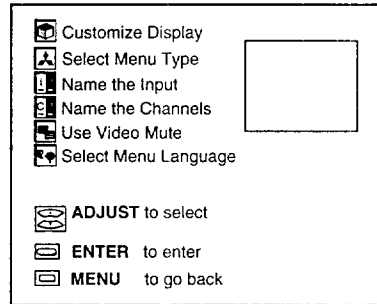 Customize Display
Select Menu Type
Name the Input
Name the Channels
Use Video Mute
Select Menu Language
ADJUST to select
ENTER to enter
MENU to go back